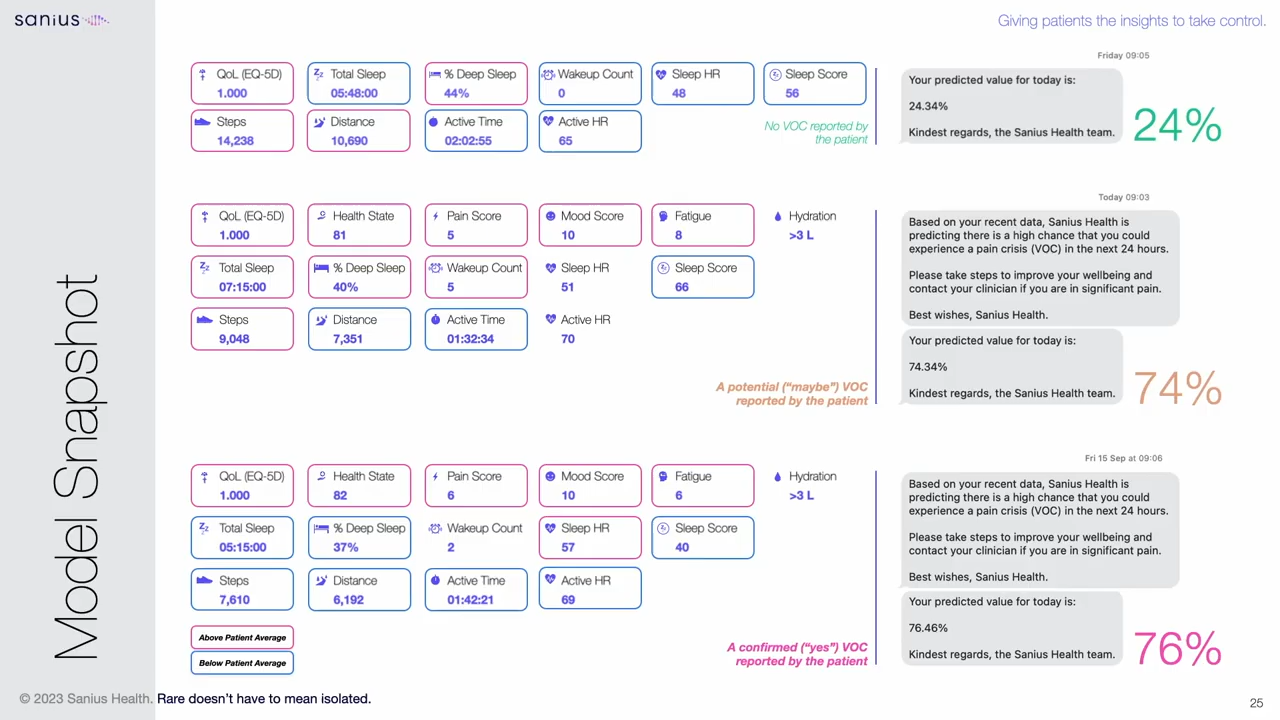 sanius
Giving patients the insights to take control.
Model Snapshot
QoL (EQ-5D)
1.000
Total Sleep
05:48:00
% Deep Sleep
44%
Wakeup Count
0
Sleep HR
48
Sleep Score
56
Steps
14,238
Distance
10,690
Active Time
02:02:55
Active HR
65
No VOC reported by
the patient
Friday 09:05
Your predicted value for today is:
24.34%
Kindest regards, the Sanius Health team.
24%
QoL (EQ-5D)
1.000
Health State
81
Pain Score
5
Mood Score
10
Fatigue
8
Hydration
>3 L
Total Sleep
07:15:00
% Deep Sleep
40%
Wakeup Count
5
Sleep HR
51
Sleep Score
66
Steps
9,048
Distance
7,351
Active Time
01:32:34
Active HR
70
A potential (“maybe”) VOC
reported by the patient
Today 09:03
Based on your recent data, Sanius Health is
predicting there is a high chance that you could
experience a pain crisis (VOC) in the next 24 hours.
Please take steps to improve your wellbeing and
contact your clinician if you are in significant pain.
Best wishes, Sanius Health.
Your predicted value for today is:
74.34%
Kindest regards, the Sanius Health team.
74%
QoL (EQ-5D)
1.000
Health State
82
Pain Score
6
Mood Score
10
Fatigue
6
Hydration
>3 L
Total Sleep
05:15:00
% Deep Sleep
37%
Wakeup Count
2
Sleep HR
57
Sleep Score
40
Steps
7,610
Distance
6,192
Active Time
01:42:21
Active HR
69
Above Patient Average
Below Patient Average
A confirmed (“yes”) VOC
reported by the patient
Fri 15 Sep at 09:06
Based on your recent data, Sanius Health is
predicting there is a high chance that you could
experience a pain crisis (VOC) in the next 24 hours.
Please take steps to improve your wellbeing and
contact your clinician if you are in significant pain.
Best wishes, Sanius Health.
Your predicted value for today is:
76.46%
Kindest regards, the Sanius Health team.
76%
© 2023 Sanius Health. Rare doesn’t have to mean isolated.
25